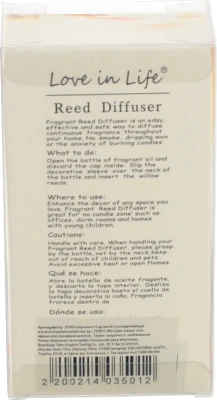 Love in Life®
Reed Diffuser
Fragrant Reed Diffuser is an eday,
effective and safe way to diffuse
continuous fragrance throughout
your home. No smoke, dripping wax
or the anxiety of burning candles.
What to do:
Open the bottle of fragrant oil and
discard the cap inside. Slip the
decorative sleeve over the neck of
the bottle and insert the willow
reeds.
Where to use:
Enhance the decor of any space you
love. Fragrant Reed Diffuser is
great for no candle zone such as
offices, dorm rooms and homes
with young children.
Cautions:
Handle with care. When handling your
Fragrant Reed Diffuser, please grasp
by the bottle, not by the neck, keep
out of reach of children and pets.
Avoid excessive heat or open flames.
Qué se hace:
Abra la botella de aceite fragante,
y descarte la tapa interior. Deslice
la tapa decorativa hasta el cuello de
botella y inserta la caña. Fragancia
forece dentro de
Dónde se usa:
2 200214 035012